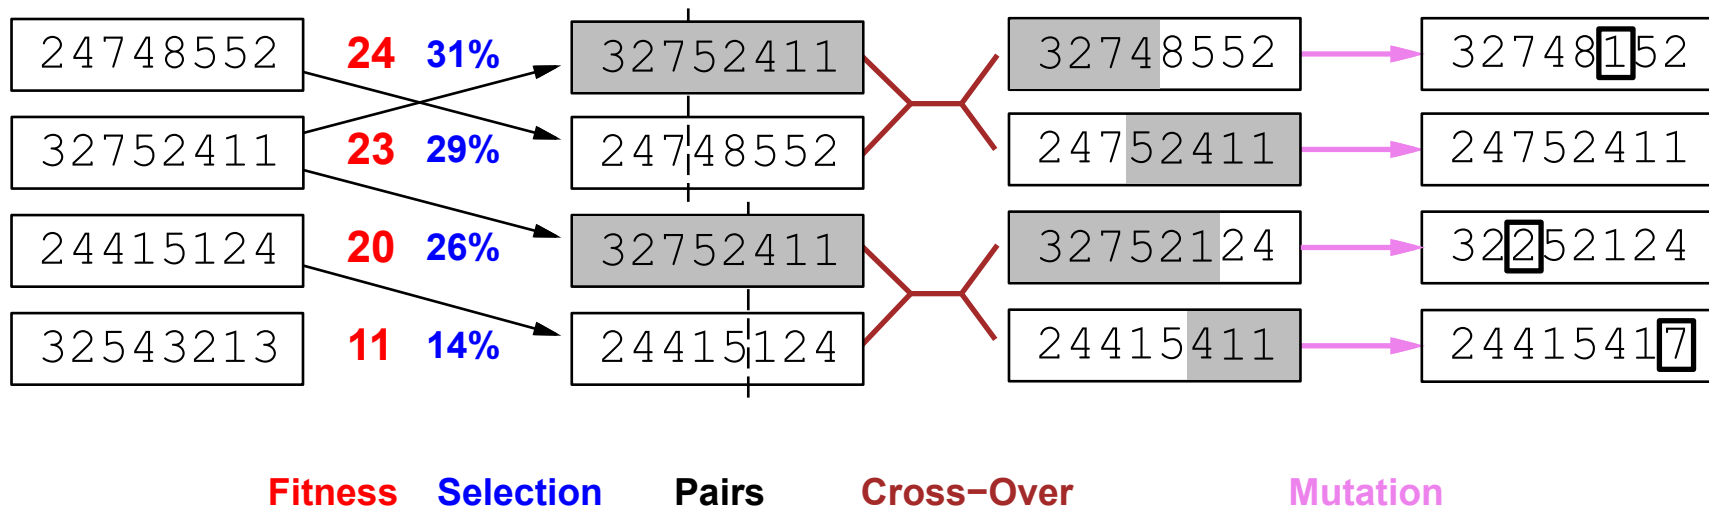 24748552 24 31% 32752411 32748552 32748152
32752411 23 29% 24748552 24752411 24752411
24415124 20 26% 32752411 32752124 32252124
32543213 11 14% 24415124 24415411 24415417
Fitness Selection Pairs Cross−Over Mutation